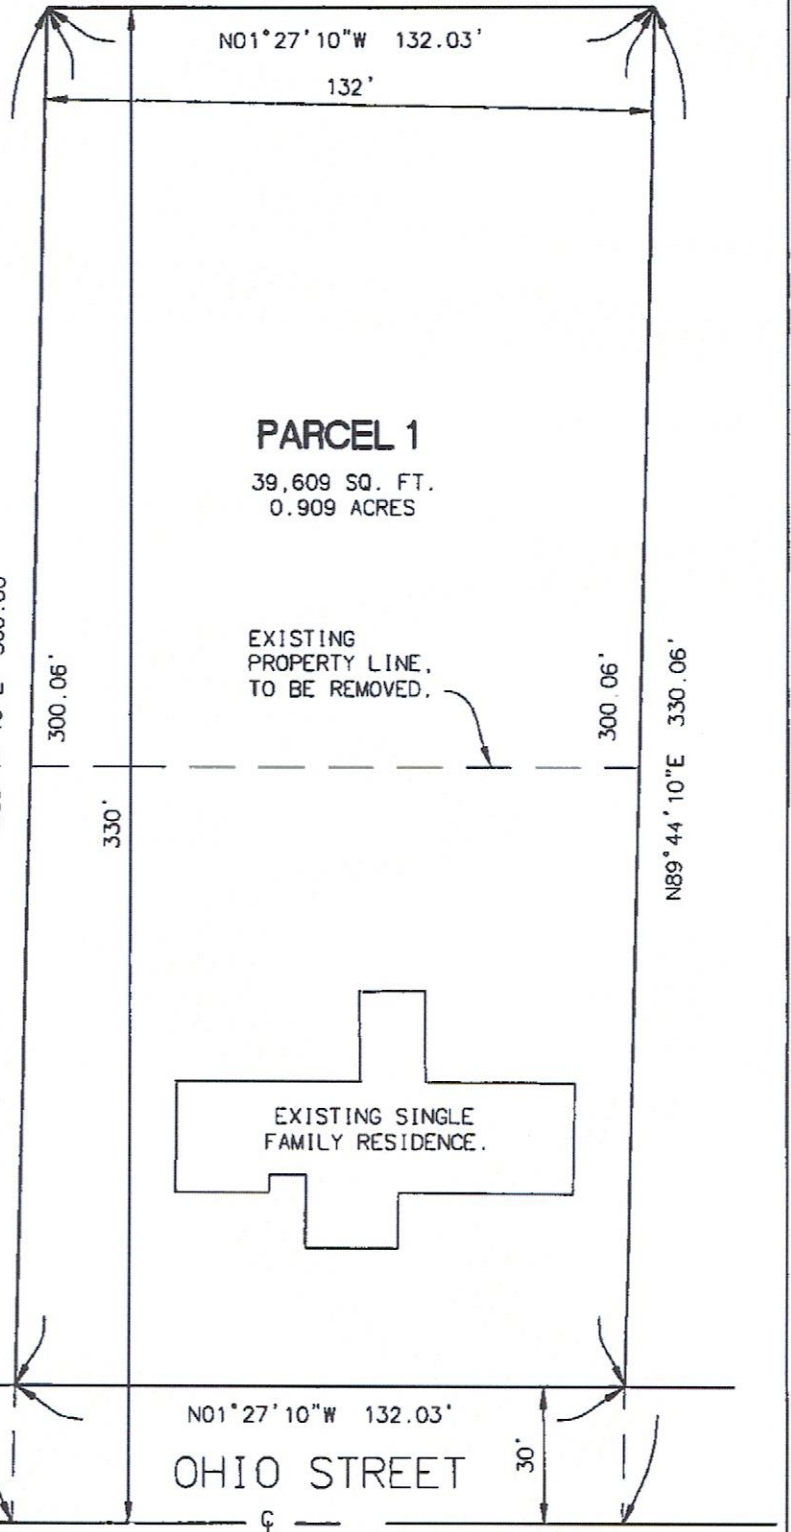 N01°27'10"W 132.03'
132'
PARCEL 1
39,609 SQ. FT.
0.909 ACRES
EXISTING
PROPERTY LINE,
TO BE REMOVED.
300.06'
300.06'
N89°44'10"E 330.06'
330'
EXISTING SINGLE
FAMILY RESIDENCE.
N01°27'10"W 132.03'
30'
OHIO STREET
℄